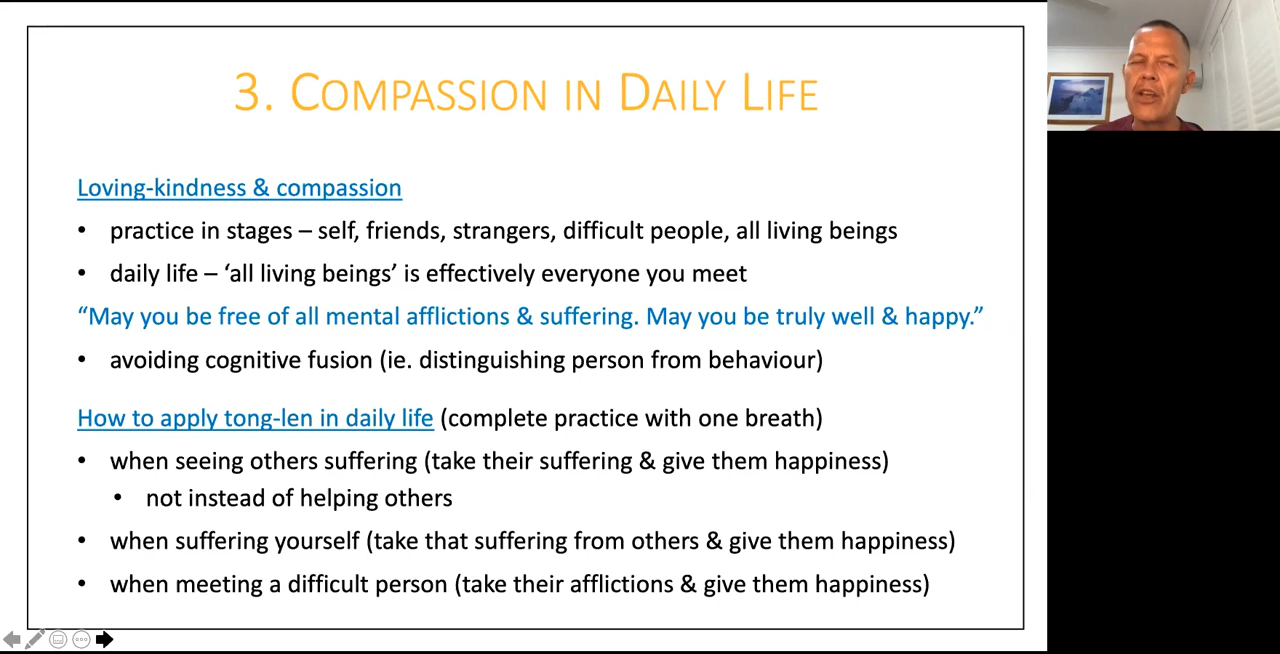 3. Compassion in Daily Life
Loving-kindness & compassion
• practice in stages – self, friends, strangers, difficult people, all living beings
• daily life – ‘all living beings’ is effectively everyone you meet
“May you be free of all mental afflictions & suffering. May you be truly well & happy.”
• avoiding cognitive fusion (ie. distinguishing person from behaviour)
How to apply tong-len in daily life (complete practice with one breath)
• when seeing others suffering (take their suffering & give them happiness)
• not instead of helping others
• when suffering yourself (take that suffering from others & give them happiness)
• when meeting a difficult person (take their afflictions & give them happiness)